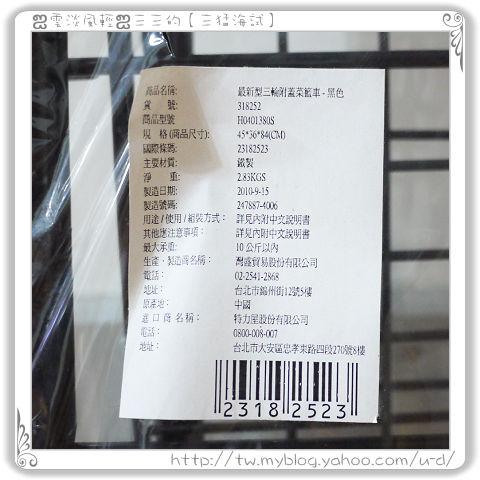 雲淡風輕 三三的【三猛海試】
商品名稱: 最新型三輪附蓋菜籃車-黑色
貨 號: 318252
商品型號 H0401380S
規 格(商品尺寸): 45*36*84(CM)
國際條碼: 23182523
主要材質: 鐵製
淨 重: 2.83KGS
製造日期: 2010-9-15
製造號碼: 247887-4006
用途/使用/組裝方式: 詳見內附中文說明書
其他應注意事項: 詳見內附中文說明書
最大承重: 10公斤以內
生產、製造商名稱: 灣盛貿易股份有限公司
電話: 02-2541-2868
地址: 台北市錦州街12號5樓
原產地: 中國
進口商名稱: 特力屋股份有限公司
電話: 0800-008-007
地址: 台北市大安區忠孝東路四段270號8樓
23182523
http://tw.myblog.yahoo.com/u-d/